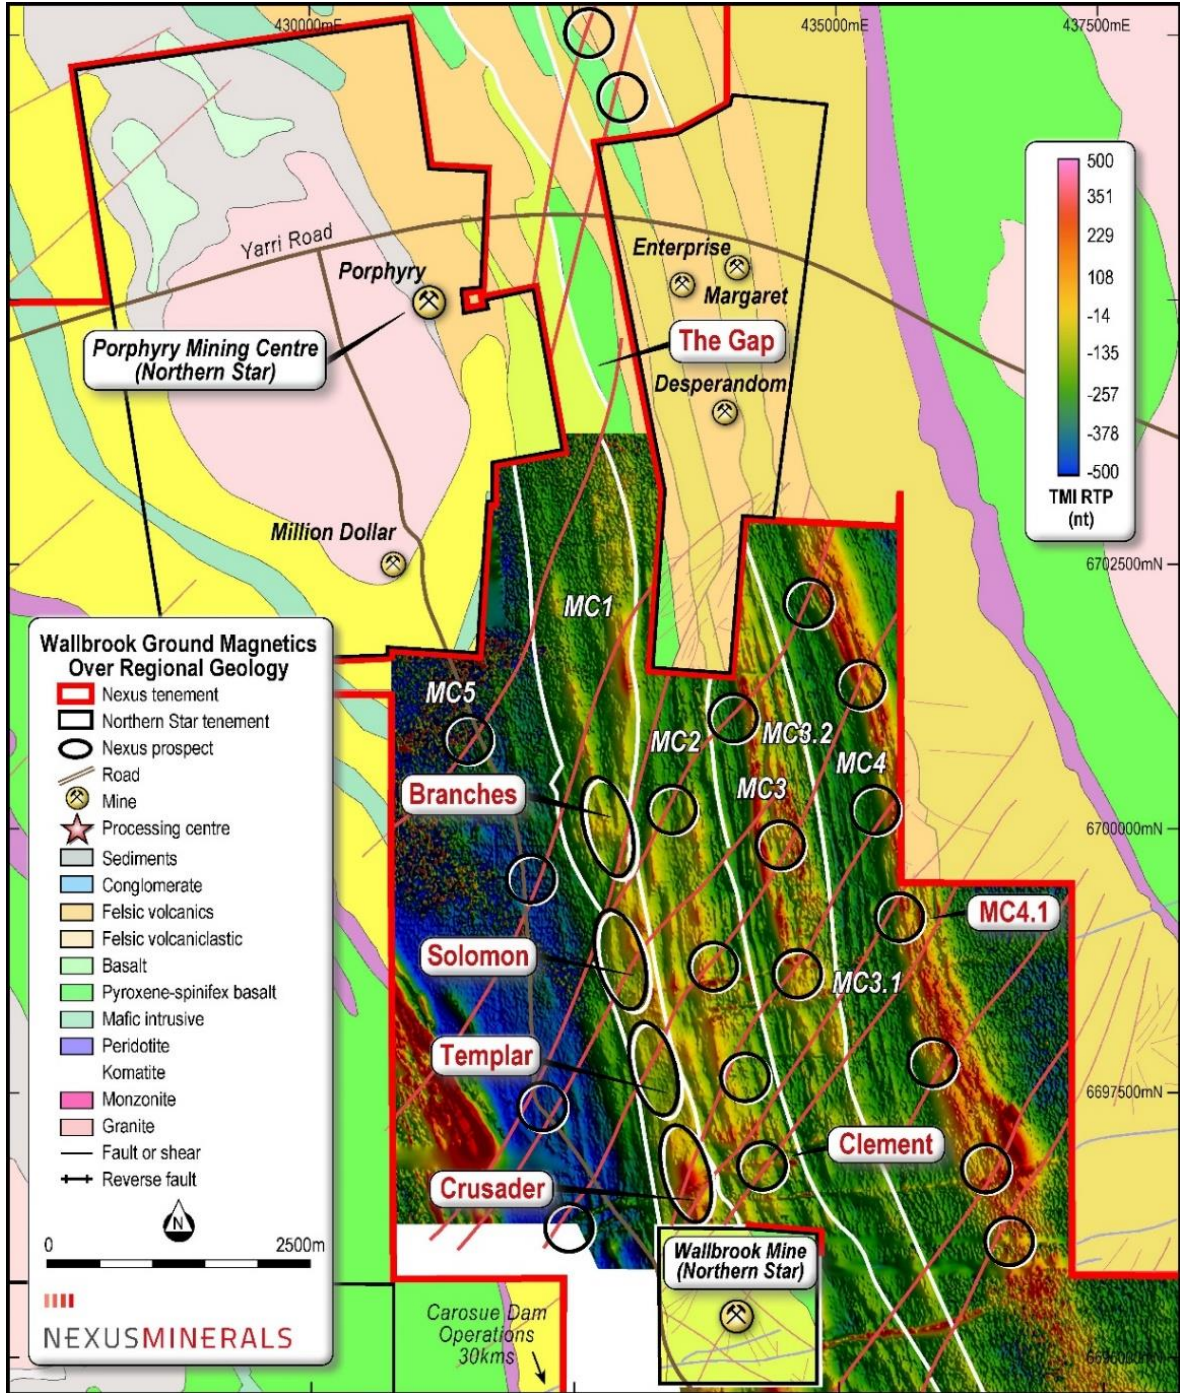 430000mE
435000mE
437500mE
500
351
229
108
-14
-135
-257
-378
-500
TMI RTP
(nt)
Yarri Road
Porphyry
Enterprise
Margaret
The Gap
Porphyry Mining Centre
(Northern Star)
Desperandom
Million Dollar
6702500mN
MC1
MC5
MC2
MC3.2
MC4
MC3
Branches
6700000mN
MC4.1
Solomon
MC3.1
Templar
6697500mN
Clement
Crusader
Wallbrook Mine
(Northern Star)
Carosue Dam
Operations
30kms
Wallbrook Ground Magnetics
Over Regional Geology
Nexus tenement
Northern Star tenement
Nexus prospect
Road
Mine
Processing centre
Sediments
Conglomerate
Felsic volcanics
Felsic volcaniclastic
Basalt
Pyroxene-spinifex basalt
Mafic intrusive
Peridotite
Komatite
Monzonite
Granite
Fault or shear
Reverse fault
N
0 2500m
NEXUSMINERALS